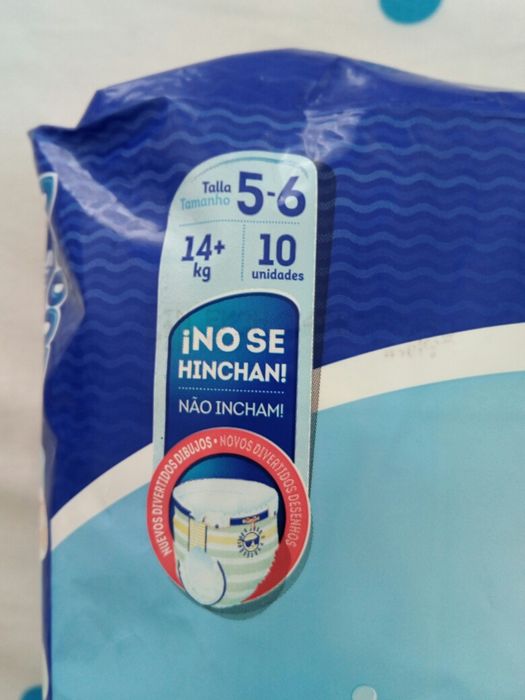 Talla
Tamanho
5-6
14+
kg
10
unidades
¡NO SE
HINCHAN!
NÃO INCHAM!
NUEVOS DIVERTIDOS DIBUJOS • NOVOS DIVERTIDOS DESENHOS